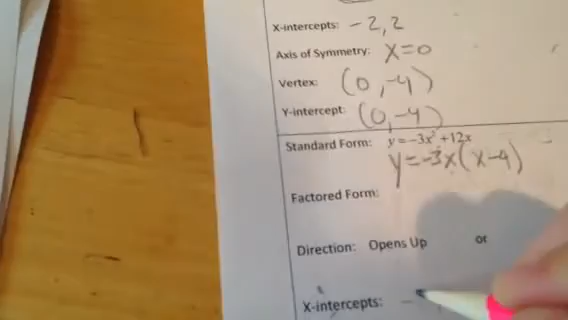 X-intercepts: -2,2
Axis of Symmetry: x=0
Vertex: (0,-4)
Y-intercept: (0,-4)
Standard Form: y = -3x² + 12x
y=-3x(x-4)
Factored Form:
Direction: Opens Up or
X-intercepts: